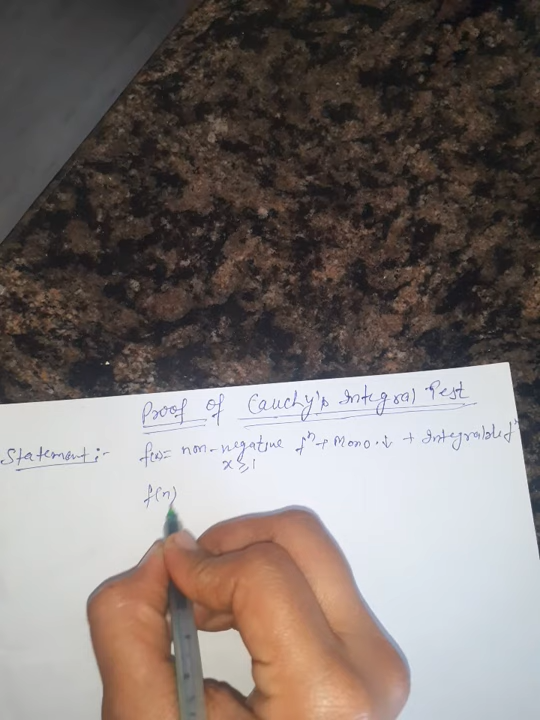 Proof of Cauchy's Integral Test
Statement :- f(x) = non-negative fⁿ + Mono. ↓ + Integrable fⁿ
x ≥ 1
f(n)